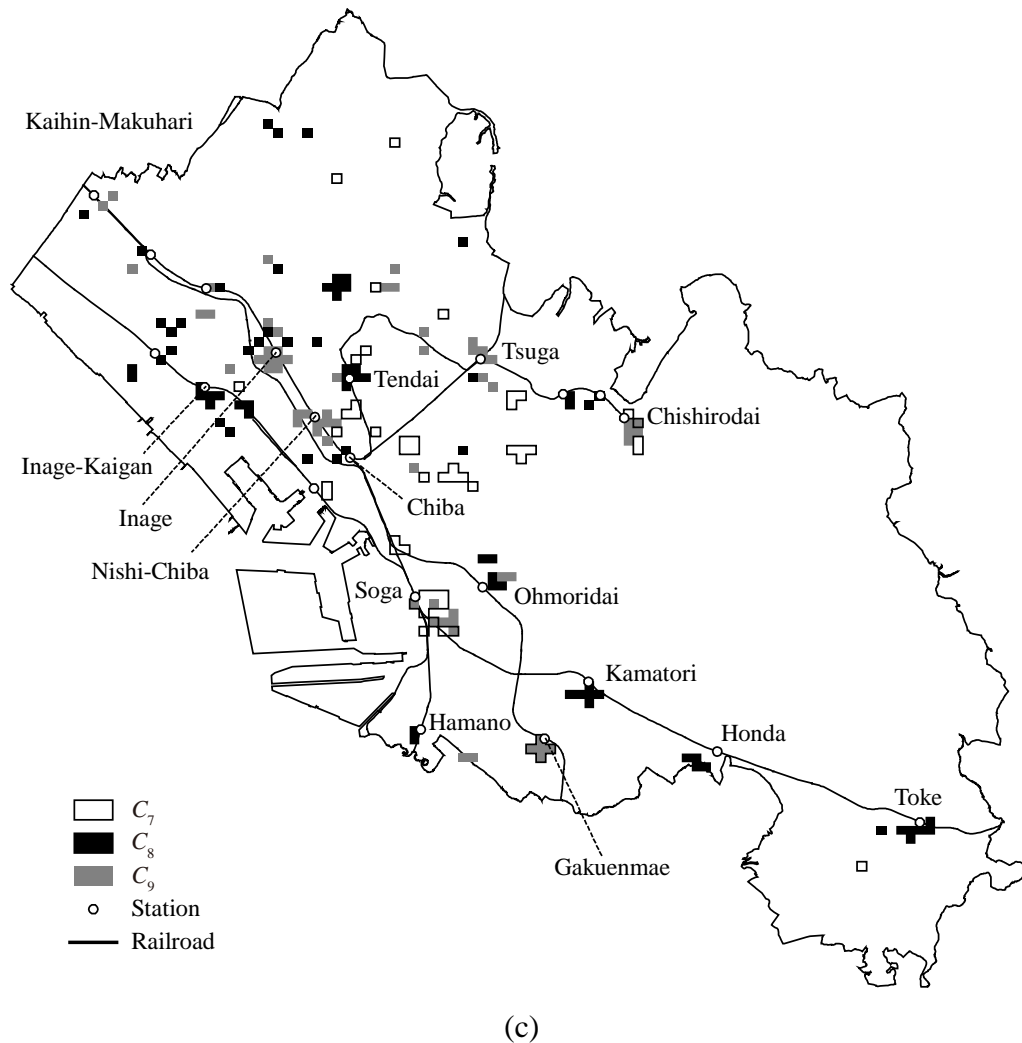 Kaihin-Makuhari
Tsuga
Tendai
Chishirodai
Inage-Kaigan
Chiba
Inage
Nishi-Chiba
Soga
Ohmoridai
Kamatori
Hamano
Honda
Toke
Gakuenmae
C₇
C₈
C₉
Station
Railroad
(c)